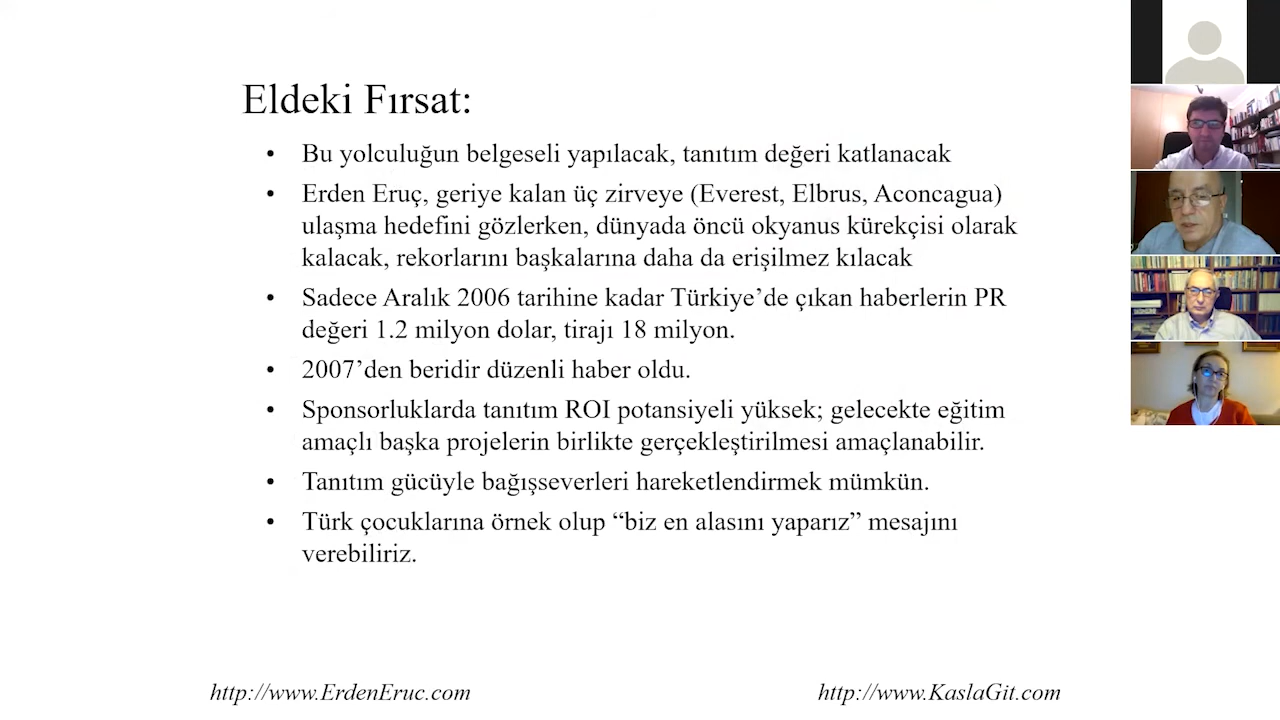 Eldeki Fırsat:
• Bu yolculuğun belgeseli yapılacak, tanıtım değeri katlanacak
• Erden Eruç, geriye kalan üç zirveye (Everest, Elbrus, Aconcagua)
ulaşma hedefini gözlerken, dünyada öncü okyanus kürekçisi olarak
kalacak, rekorlarını başkalarına daha da erişilmez kılacak
• Sadece Aralık 2006 tarihine kadar Türkiye’de çıkan haberlerin PR
değeri 1.2 milyon dolar, tirajı 18 milyon.
• 2007’den beridir düzenli haber oldu.
• Sponsorluklarda tanıtım ROI potansiyeli yüksek; gelecekte eğitim
amaçlı başka projelerin birlikte gerçekleştirilmesi amaçlanabilir.
• Tanıtım gücüyle bağışseverleri hareketlendirmek mümkün.
• Türk çocuklarına örnek olup “biz en alasını yaparız” mesajını
verebiliriz.
http://www.ErdenEruc.com
http://www.KaslaGit.com